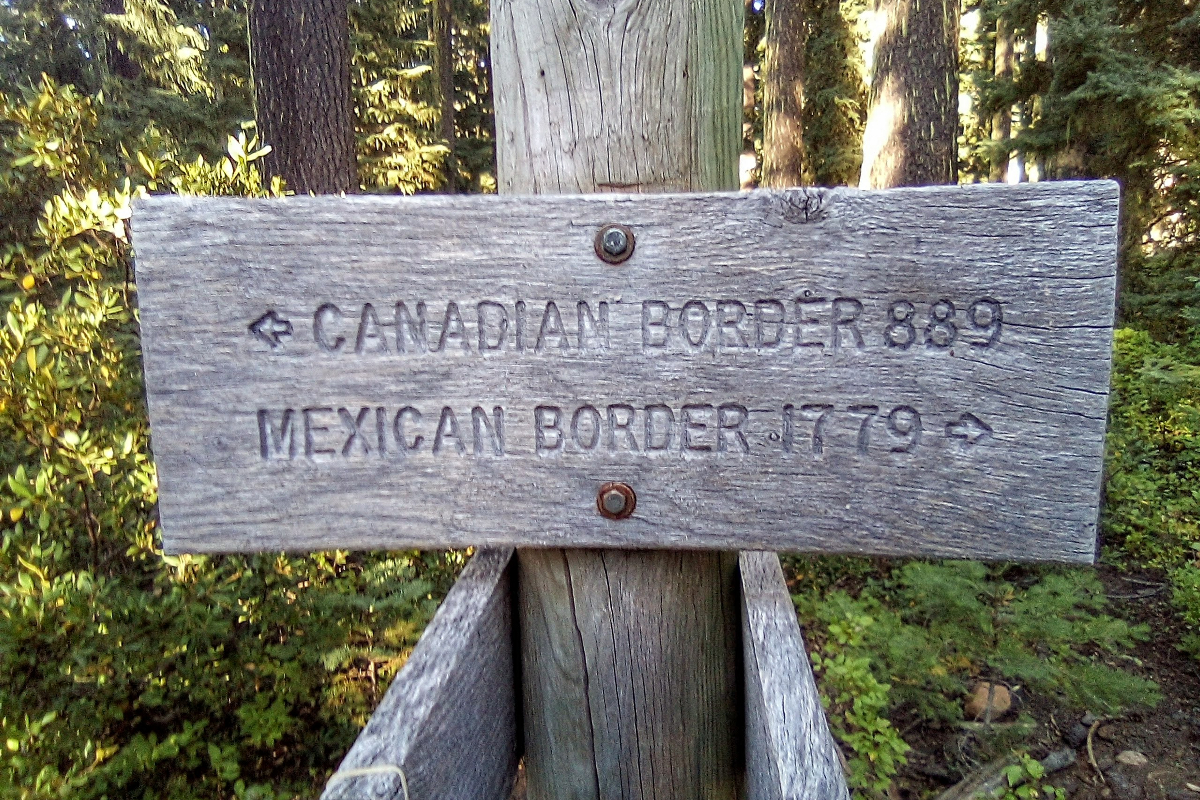 ← CANADIAN BORDER 889
MEXICAN BORDER 1779 →